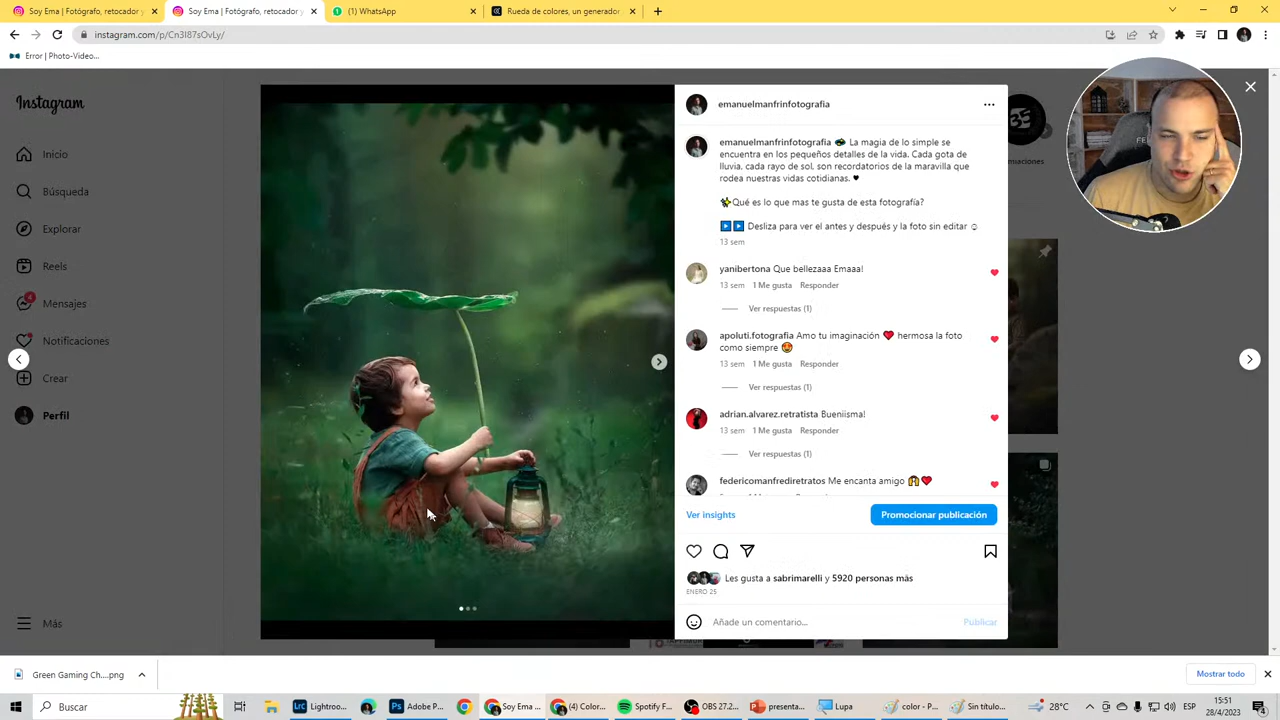 Soy Ema | Fotógrafo, retocador y
Soy Ema | Fotógrafo, retocador y
(1) WhatsApp
Rueda de colores, un generador
instagram.com/p/Cn3I87sOvLy/
Error | Photo-Video...
Instagram
Inicio
Búsqueda
Explorar
Reels
4
Mensajes
Notificaciones
Crear
Perfil
Más
emanuelmanfrinfotografia
emanuelmanfrinfotografia La magia de lo simple se
encuentra en los pequeños detalles de la vida. Cada gota de
lluvia, cada rayo de sol, son recordatorios de la maravilla que
rodea nuestras vidas cotidianas. ♥
✨Qué es lo que mas te gusta de esta fotografía?
▶️▶️ Desliza para ver el antes y después y la foto sin editar ☺
13 sem
yanibertona Que bellezaaa Emaaa!
13 sem 1 Me gusta Responder
Ver respuestas (1)
apoluti.fotografia Amo tu imaginación ❤️ hermosa la foto
como siempre 😍
13 sem 1 Me gusta Responder
Ver respuestas (1)
adrian.alvarez.retratista Bueniisma!
13 sem 1 Me gusta Responder
Ver respuestas (1)
federicomanfrediretratos Me encanta amigo 🙌❤️
Ver insights
Promocionar publicación
Les gusta a sabrimarelli y 5920 personas más
ENERO 25
Añade un comentario...
Publicar
Green Gaming Ch....png
Mostrar todo
Buscar
Lightroo...
Adobe P...
Soy Ema ...
(4) Color...
Spotify F...
OBS 27.2...
presenta...
Lupa
color - P...
Sin títul...
28°C
ESP
15:51
28/4/2023